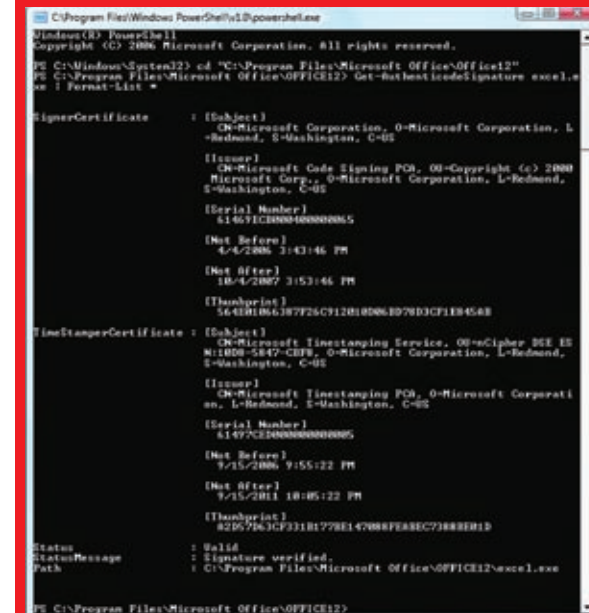 C:\Program Files\Windows PowerShell\v1.0\powershell.exe
Windows(R) PowerShell
Copyright (C) 2006 Microsoft Corporation. All rights reserved.
PS C:\Windows\System32> cd "C:\Program Files\Microsoft Office\Office12"
PS C:\Program Files\Microsoft Office\OFFICE12> Get-AuthenticodeSignature excel.e
xe | Format-List *
SignerCertificate : [Subject]
CN=Microsoft Corporation, O=Microsoft Corporation, L
=Redmond, S=Washington, C=US
[Issuer]
CN=Microsoft Code Signing PCA, OU=Copyright (c) 2000
Microsoft Corp., O=Microsoft Corporation, L=Redmond,
S=Washington, C=US
[Serial Number]
[Not Before]
4/4/2006 3:43:46 PM
[Not After]
10/4/2007 3:53:46 PM
[Thumbprint]
TimeStamperCertificate : [Subject]
CN=Microsoft Timestamping Service, OU=nCipher DSE ES
O=Microsoft Corporation, L=Redmond,
S=Washington, C=US
[Issuer]
CN=Microsoft Timestamping PCA, O=Microsoft Corporati
on, L=Redmond, S=Washington, C=US
[Serial Number]
[Not Before]
9/15/2006 9:55:22 PM
[Not After]
9/15/2011 10:05:22 PM
[Thumbprint]
Status : Valid
StatusMessage : Signature verified.
Path : C:\Program Files\Microsoft Office\OFFICE12\excel.exe
PS C:\Program Files\Microsoft Office\OFFICE12>